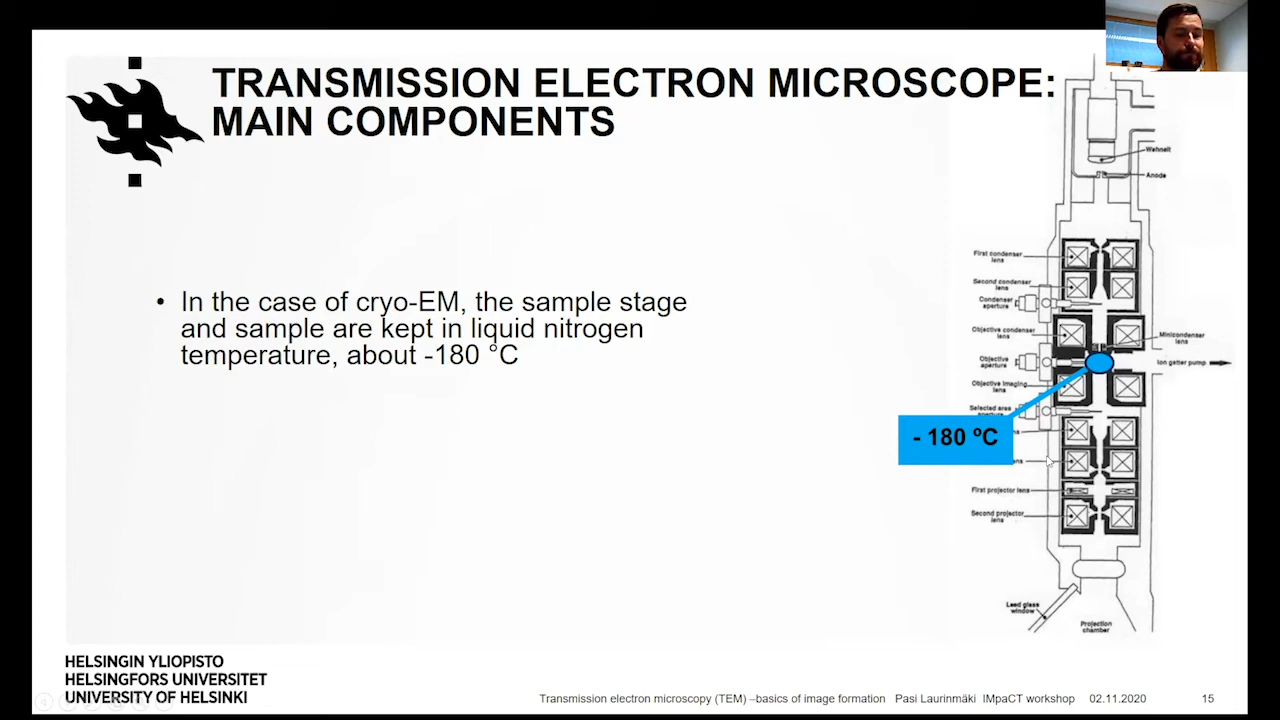 TRANSMISSION ELECTRON MICROSCOPE:
MAIN COMPONENTS
• In the case of cryo-EM, the sample stage
and sample are kept in liquid nitrogen
temperature, about -180 °C
Wehnelt
Anode
First condenser
lens
Second condenser
lens
Condenser
aperture
Objective condenser
lens
Minicondenser
lens
Objective
aperture
Ion getter pump
Objective imaging
lens
Selected area
aperture
- 180 ºC
First projector lens
Second projector
lens
Lead glass
window
Projection
chamber
HELSINGIN YLIOPISTO
HELSINGFORS UNIVERSITET
UNIVERSITY OF HELSINKI
Transmission electron microscopy (TEM) –basics of image formation Pasi Laurinmäki IMpaCT workshop 02.11.2020 15